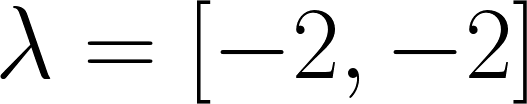 λ = [−2, −2]